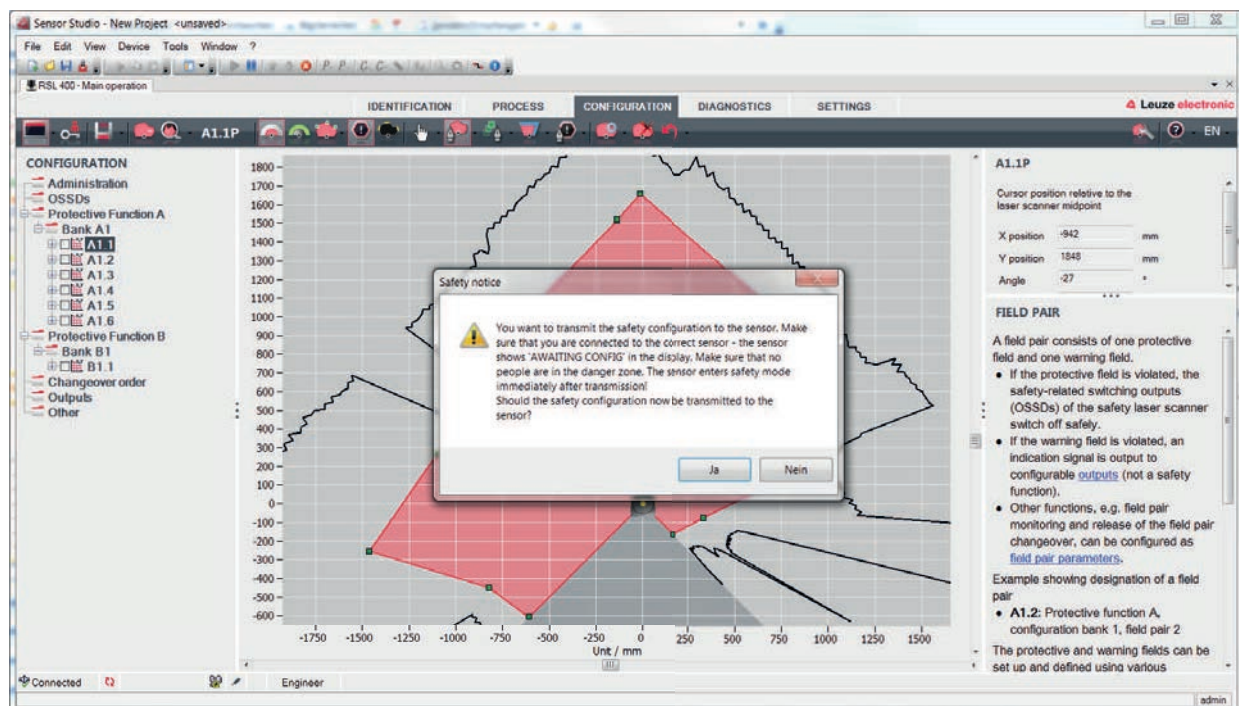 Sensor Studio - New Project <unsaved>
File Edit View Device Tools Window ?
RSL 400 - Main operation
IDENTIFICATION PROCESS CONFIGURATION DIAGNOSTICS SETTINGS
Leuze electronic
A1.1P
EN
CONFIGURATION
Administration
OSSDs
Protective Function A
Bank A1
A1.1
A1.2
A1.3
A1.4
A1.5
A1.6
Protective Function B
Bank B1
B1.1
Changeover order
Outputs
Other
1800
1700
1600
1500
1400
1300
1200
1100
1000
900
800
700
600
500
400
300
200
100
0
-100
-200
-300
-400
-500
-600
-1750 -1500 -1250 -1000 -750 -500 -250 0 250 500 750 1000 1250 1500
Unt / mm
Safety notice
You want to transmit the safety configuration to the sensor. Make
sure that you are connected to the correct sensor - the sensor
shows 'AWAITING CONFIG' in the display. Make sure that no
people are in the danger zone. The sensor enters safety mode
immediately after transmission!
Should the safety configuration now be transmitted to the
sensor?
Ja Nein
A1.1P
Cursor position relative to the
laser scanner midpoint
X position -942 mm
Y position 1848 mm
Angle -27 °
FIELD PAIR
A field pair consists of one protective
field and one warning field.
• If the protective field is violated, the
safety-related switching outputs
(OSSDs) of the safety laser scanner
switch off safely.
• If the warning field is violated, an
indication signal is output to
configurable outputs (not a safety
function).
• Other functions, e.g. field pair
monitoring and release of the field pair
changeover, can be configured as
field pair parameters.
Example showing designation of a field
pair
• A1.2: Protective function A,
configuration bank 1, field pair 2
The protective and warning fields can be
set up and defined using various
Connected
Engineer
admin